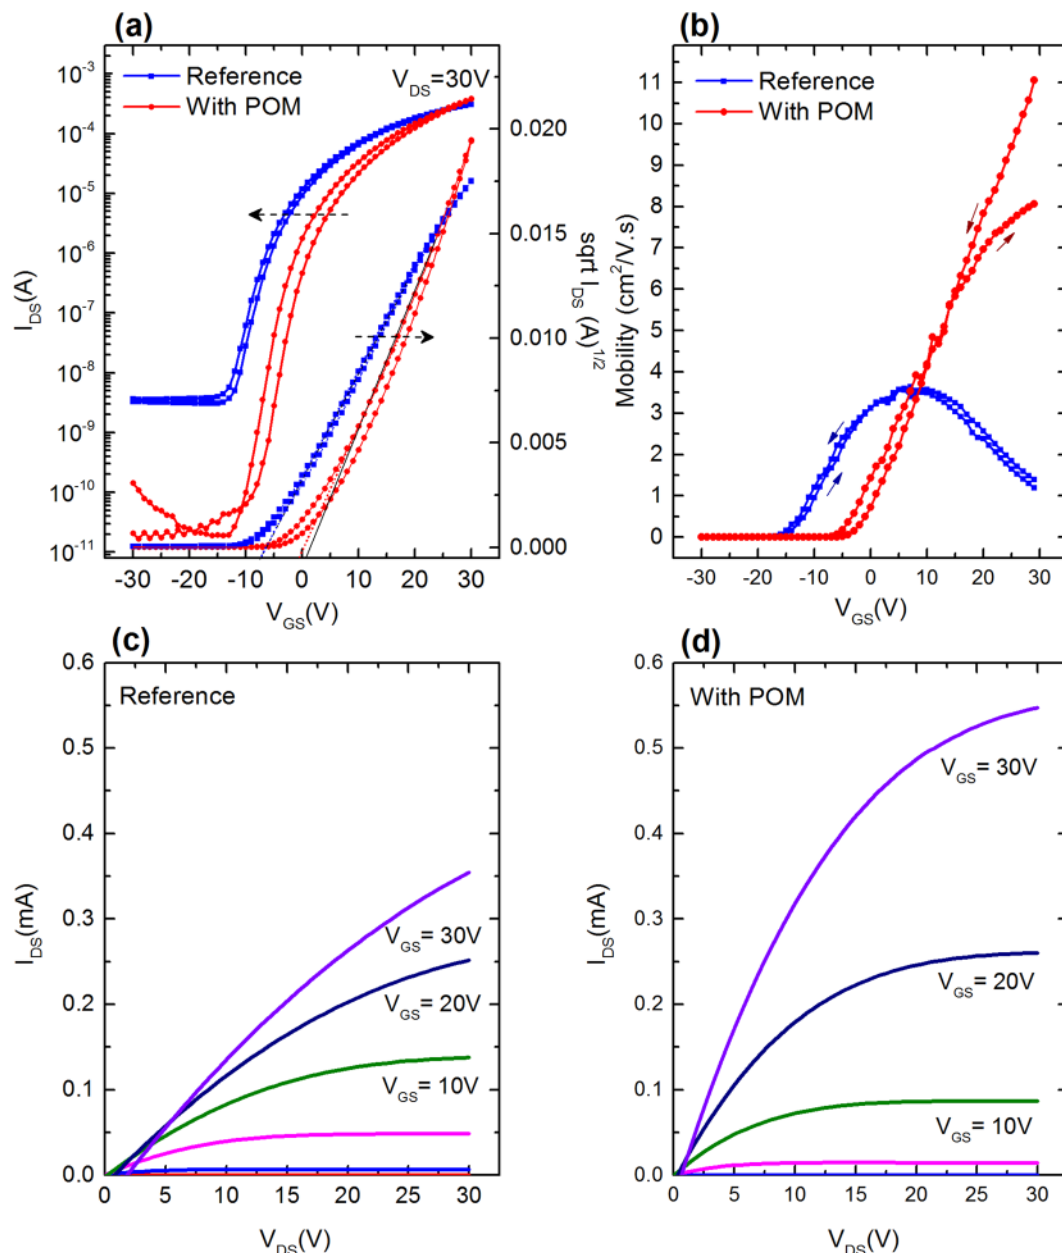 (a)
Reference
With POM
V_DS=30V
10^-3
10^-4
10^-5
10^-6
10^-7
10^-8
10^-9
10^-10
10^-11
I_DS(A)
0.020
0.015
0.010
0.005
0.000
sqrt I_DS (A)^1/2
-30 -20 -10 0 10 20 30
V_GS(V)
(b)
Reference
With POM
11
10
9
8
7
6
5
4
3
2
1
0
Mobility (cm^2/V.s)
-30 -20 -10 0 10 20 30
V_GS(V)
(c)
Reference
0.6
0.5
0.4
0.3
0.2
0.1
0.0
I_DS(mA)
V_GS= 30V
V_GS= 20V
V_GS= 10V
0 5 10 15 20 25 30
V_DS(V)
(d)
With POM
0.6
0.5
0.4
0.3
0.2
0.1
0.0
I_DS(mA)
V_GS= 30V
V_GS= 20V
V_GS= 10V
0 5 10 15 20 25 30
V_DS(V)